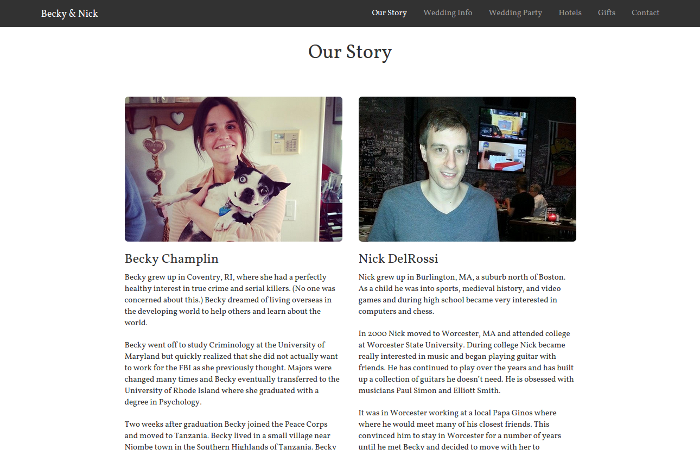 Becky & Nick
Our Story
Wedding Info
Wedding Party
Hotels
Gifts
Contact
Our Story
Becky Champlin
Becky grew up in Coventry, RI, where she had a perfectly
healthy interest in true crime and serial killers. (No one was
concerned about this.) Becky dreamed of living overseas in
the developing world to help others and learn about the
world.
Becky went off to study Criminology at the University of
Maryland but quickly realized that she did not actually want
to work for the FBI as she previously thought. Majors were
changed many times and Becky eventually transferred to the
University of Rhode Island where she graduated with a
degree in Psychology.
Two weeks after graduation Becky joined the Peace Corps
and moved to Tanzania. Becky lived in a small village near
Njombe town in the Southern Highlands of Tanzania. Becky
Nick DelRossi
Nick grew up in Burlington, MA, a suburb north of Boston.
As a child he was into sports, medieval history, and video
games and during high school became very interested in
computers and chess.
In 2000 Nick moved to Worcester, MA and attended college
at Worcester State University. During college Nick became
really interested in music and began playing guitar with
friends. He has continued to play over the years and has built
up a collection of guitars he doesn't need. He is obsessed with
musicians Paul Simon and Elliott Smith.
It was in Worcester working at a local Papa Ginos where
where he would meet many of his closest friends. This
convinced him to stay in Worcester for a number of years
until he met Becky and decided to move with her to